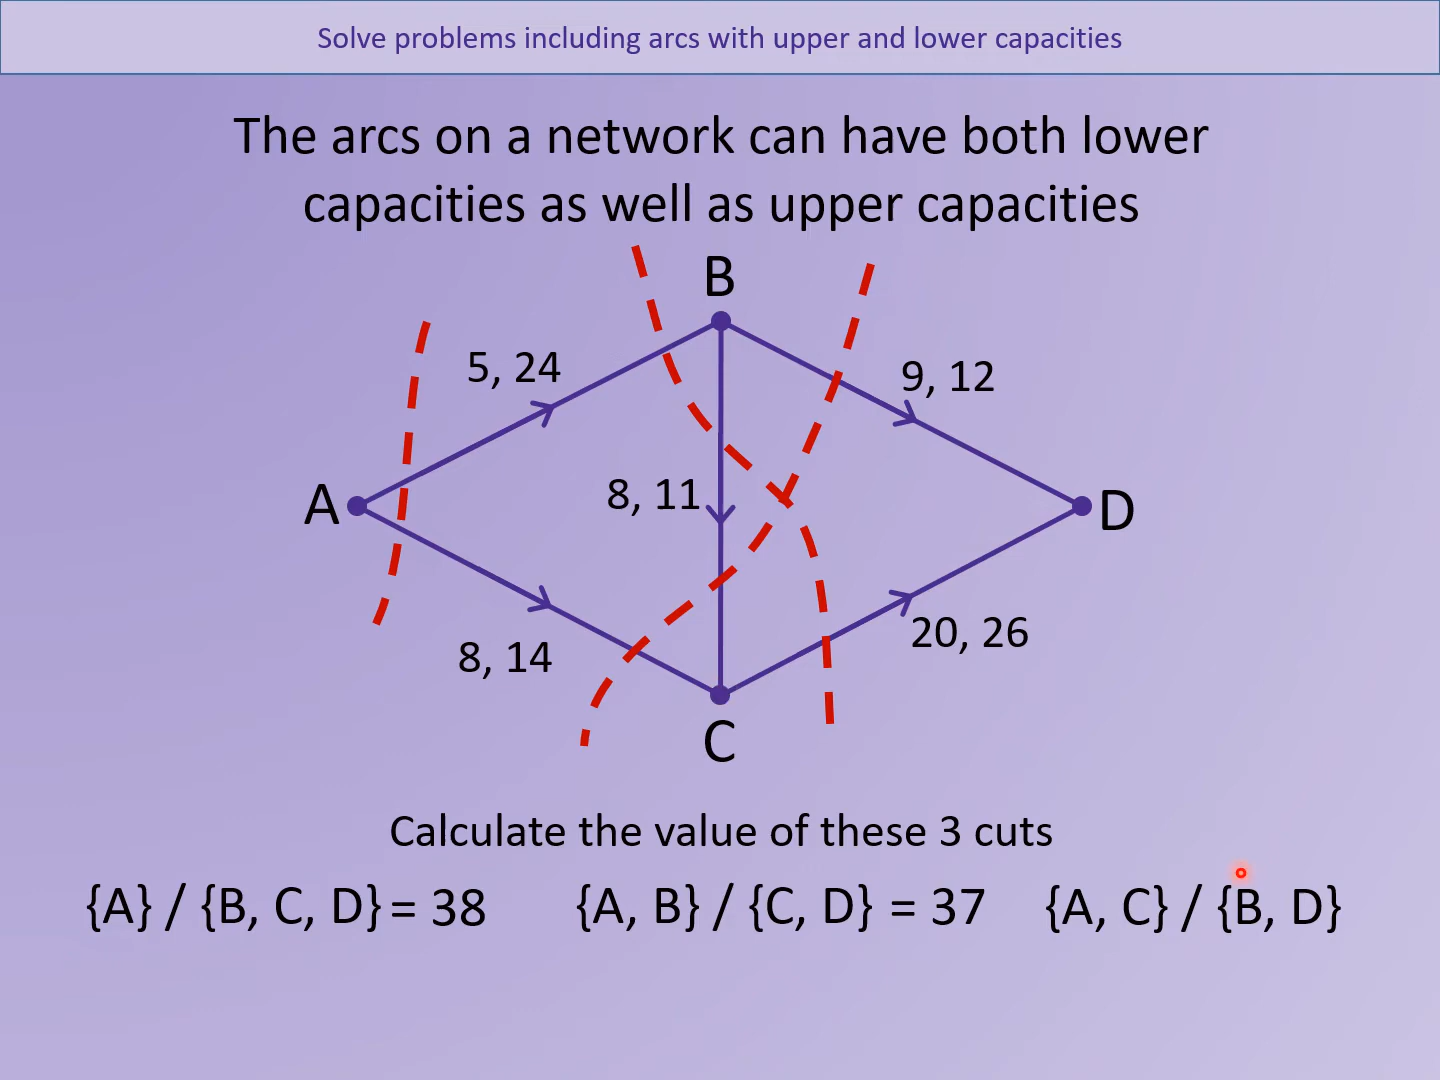 Solve problems including arcs with upper and lower capacities
The arcs on a network can have both lower
capacities as well as upper capacities
B
5, 24
9, 12
A
8, 11
D
8, 14
20, 26
C
Calculate the value of these 3 cuts
{A} / {B, C, D} = 38 {A, B} / {C, D} = 37 {A, C} / {B, D}